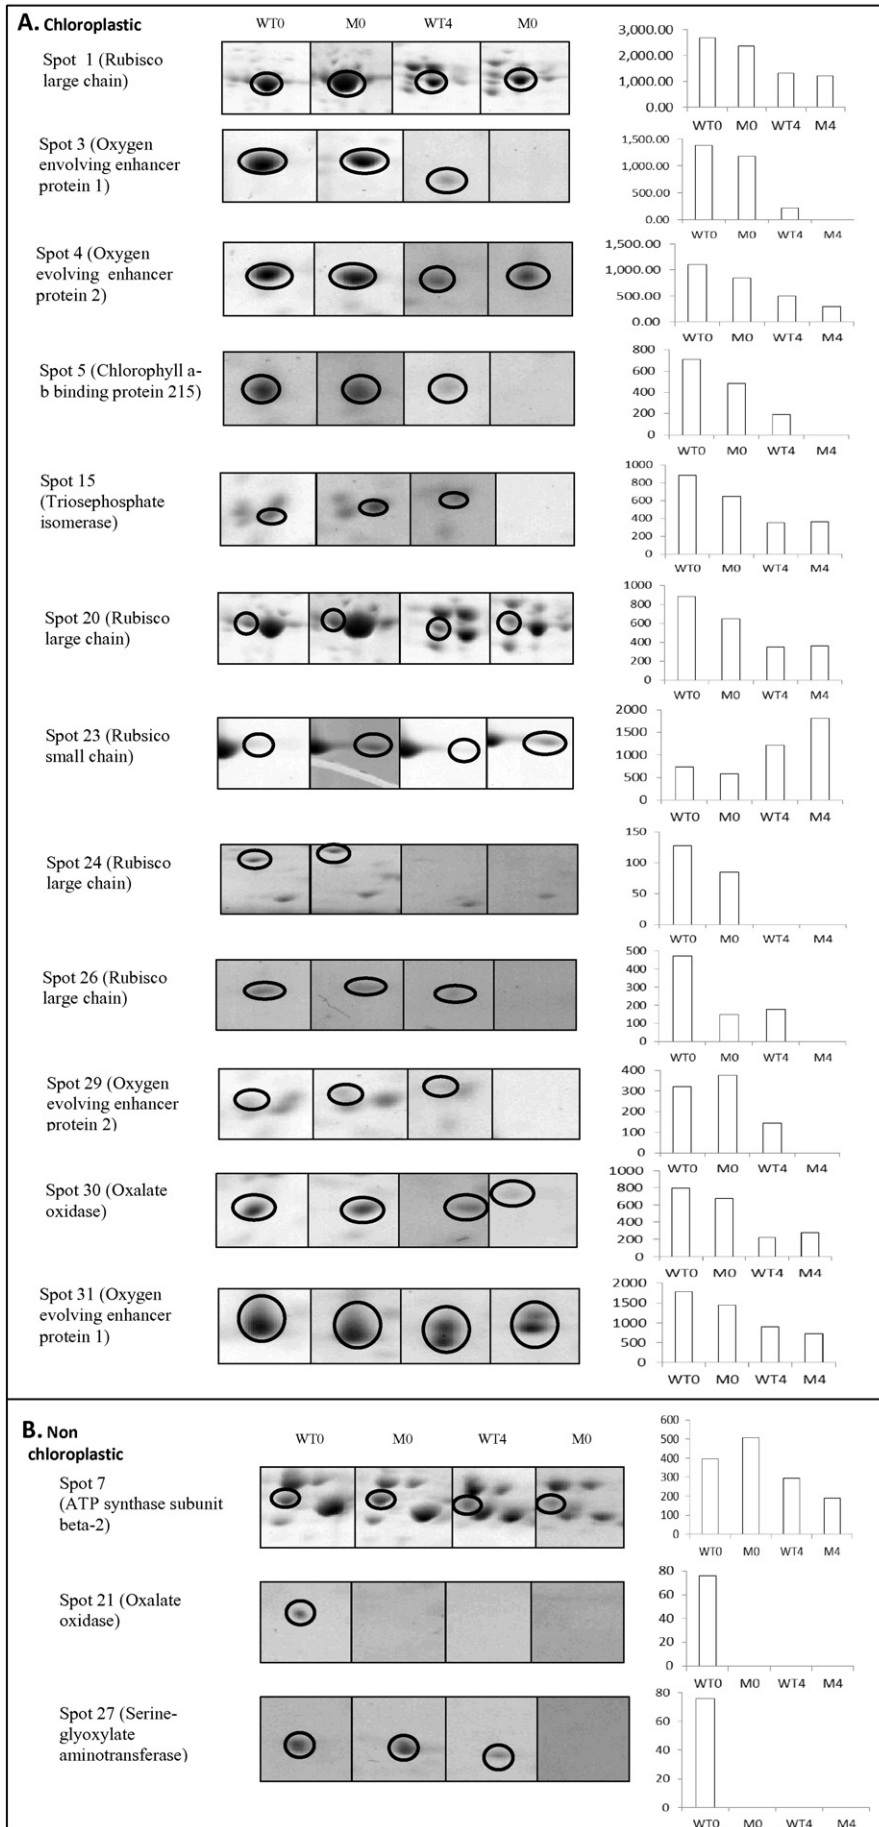 A. Chloroplastic
WT0 M0 WT4 M0
Spot 1 (Rubisco
large chain)
3,000.00
2,000.00
1,000.00
0.00
WT0 M0 WT4 M4
Spot 3 (Oxygen
envolving enhancer
protein 1)
1,500.00
1,000.00
500.00
0.00
WT0 M0 WT4 M4
Spot 4 (Oxygen
evolving enhancer
protein 2)
1,500.00
1,000.00
500.00
0.00
WT0 M0 WT4 M4
Spot 5 (Chlorophyll a-
b binding protein 215)
800
600
400
200
0
WT0 M0 WT4 M4
Spot 15
(Triosephosphate
isomerase)
1000
800
600
400
200
0
WT0 M0 WT4 M4
Spot 20 (Rubisco
large chain)
1000
800
600
400
200
0
WT0 M0 WT4 M4
Spot 23 (Rubsico
small chain)
2000
1500
1000
500
0
WT0 M0 WT4 M4
Spot 24 (Rubisco
large chain)
150
100
50
0
WT0 M0 WT4 M4
Spot 26 (Rubisco
large chain)
500
400
300
200
100
0
WT0 M0 WT4 M4
Spot 29 (Oxygen
evolving enhancer
protein 2)
400
300
200
100
0
WT0 M0 WT4 M4
Spot 30 (Oxalate
oxidase)
1000
800
600
400
200
0
WT0 M0 WT4 M4
Spot 31 (Oxygen
evolving enhancer
protein 1)
2000
1500
1000
500
0
WT0 M0 WT4 M4
B. Non
chloroplastic
WT0 M0 WT4 M0
Spot 7
(ATP synthase subunit
beta-2)
600
500
400
300
200
100
0
WT0 M0 WT4 M4
Spot 21 (Oxalate
oxidase)
80
60
40
20
0
WT0 M0 WT4 M4
Spot 27 (Serine-
glyoxylate
aminotransferase)
80
60
40
20
0
WT0 M0 WT4 M4